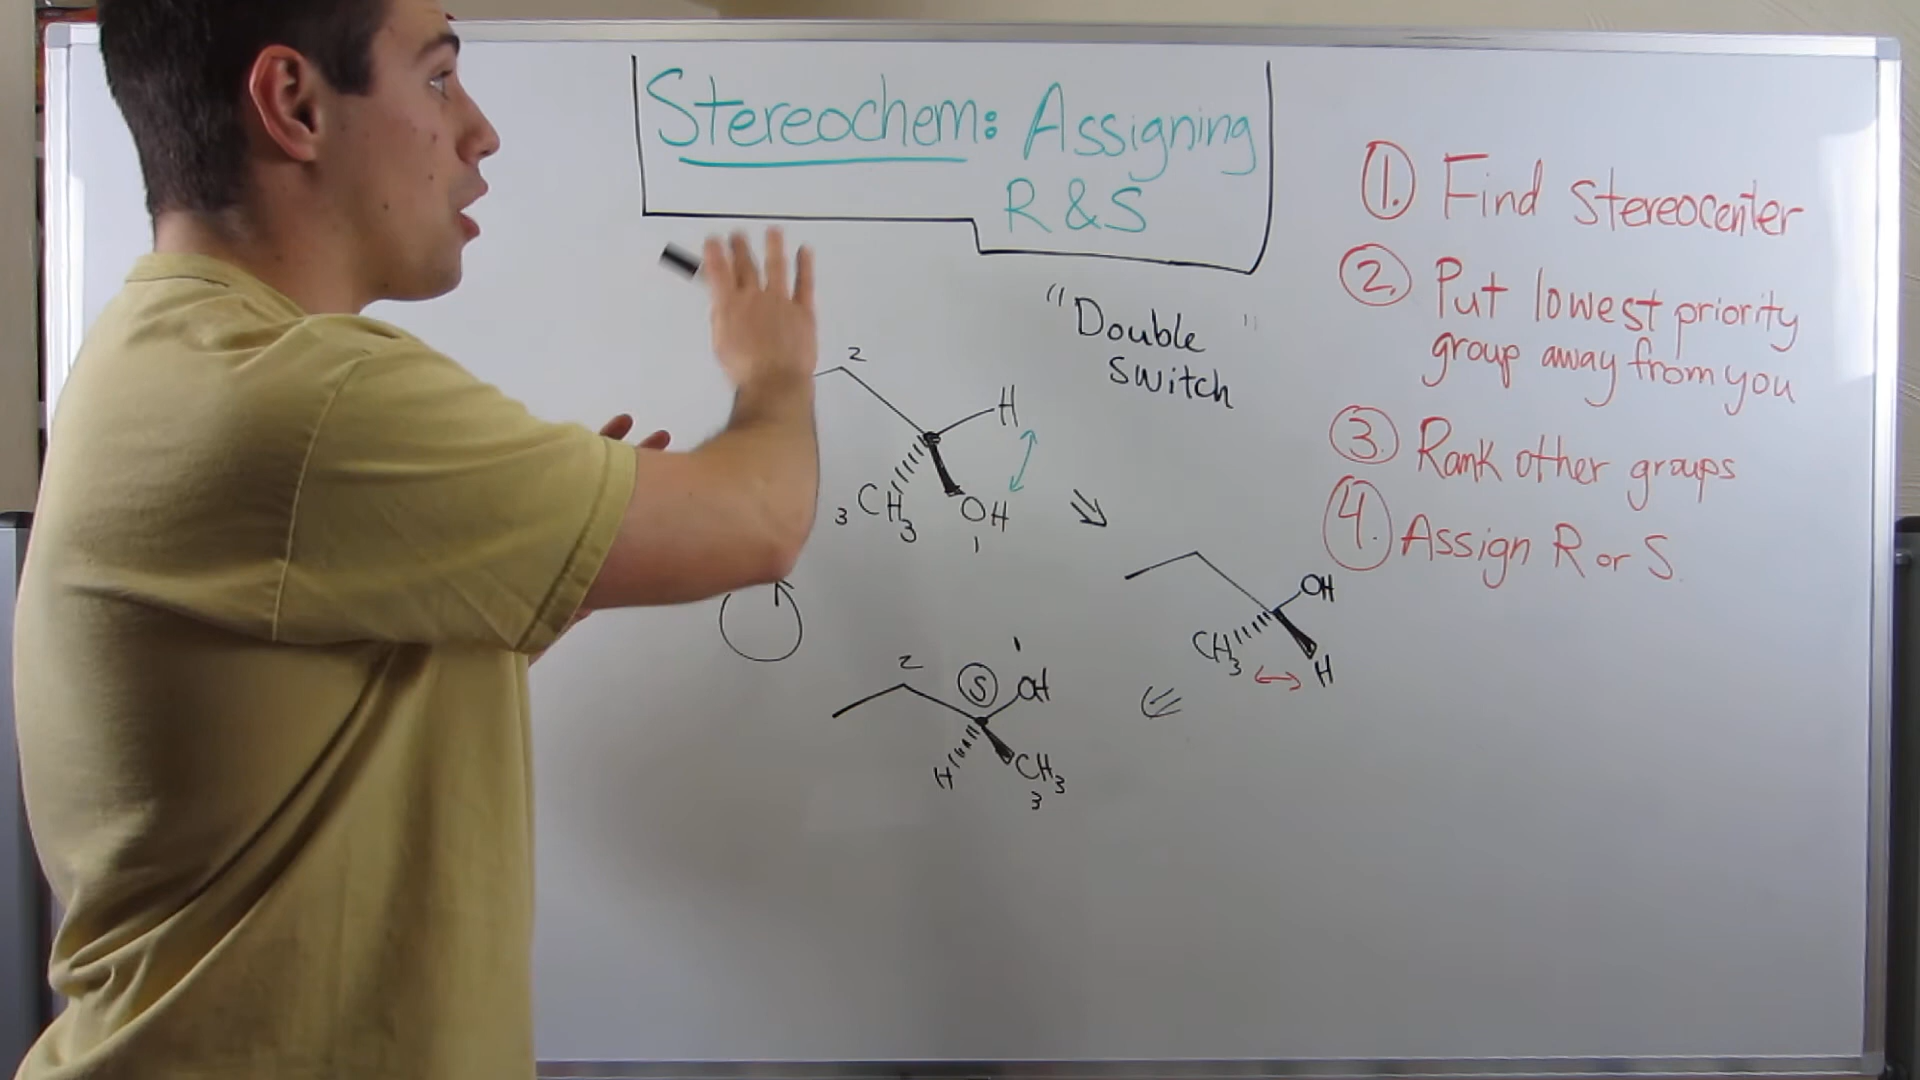 Stereochem: Assigning
R & S
"Double
Switch"
1. Find Stereocenter
2. Put lowest priority
group away from you
3. Rank other groups
4. Assign R or S
2
H
3 CH3
OH
1
OH
CH3
H
1
2
S
OH
H
CH3
3